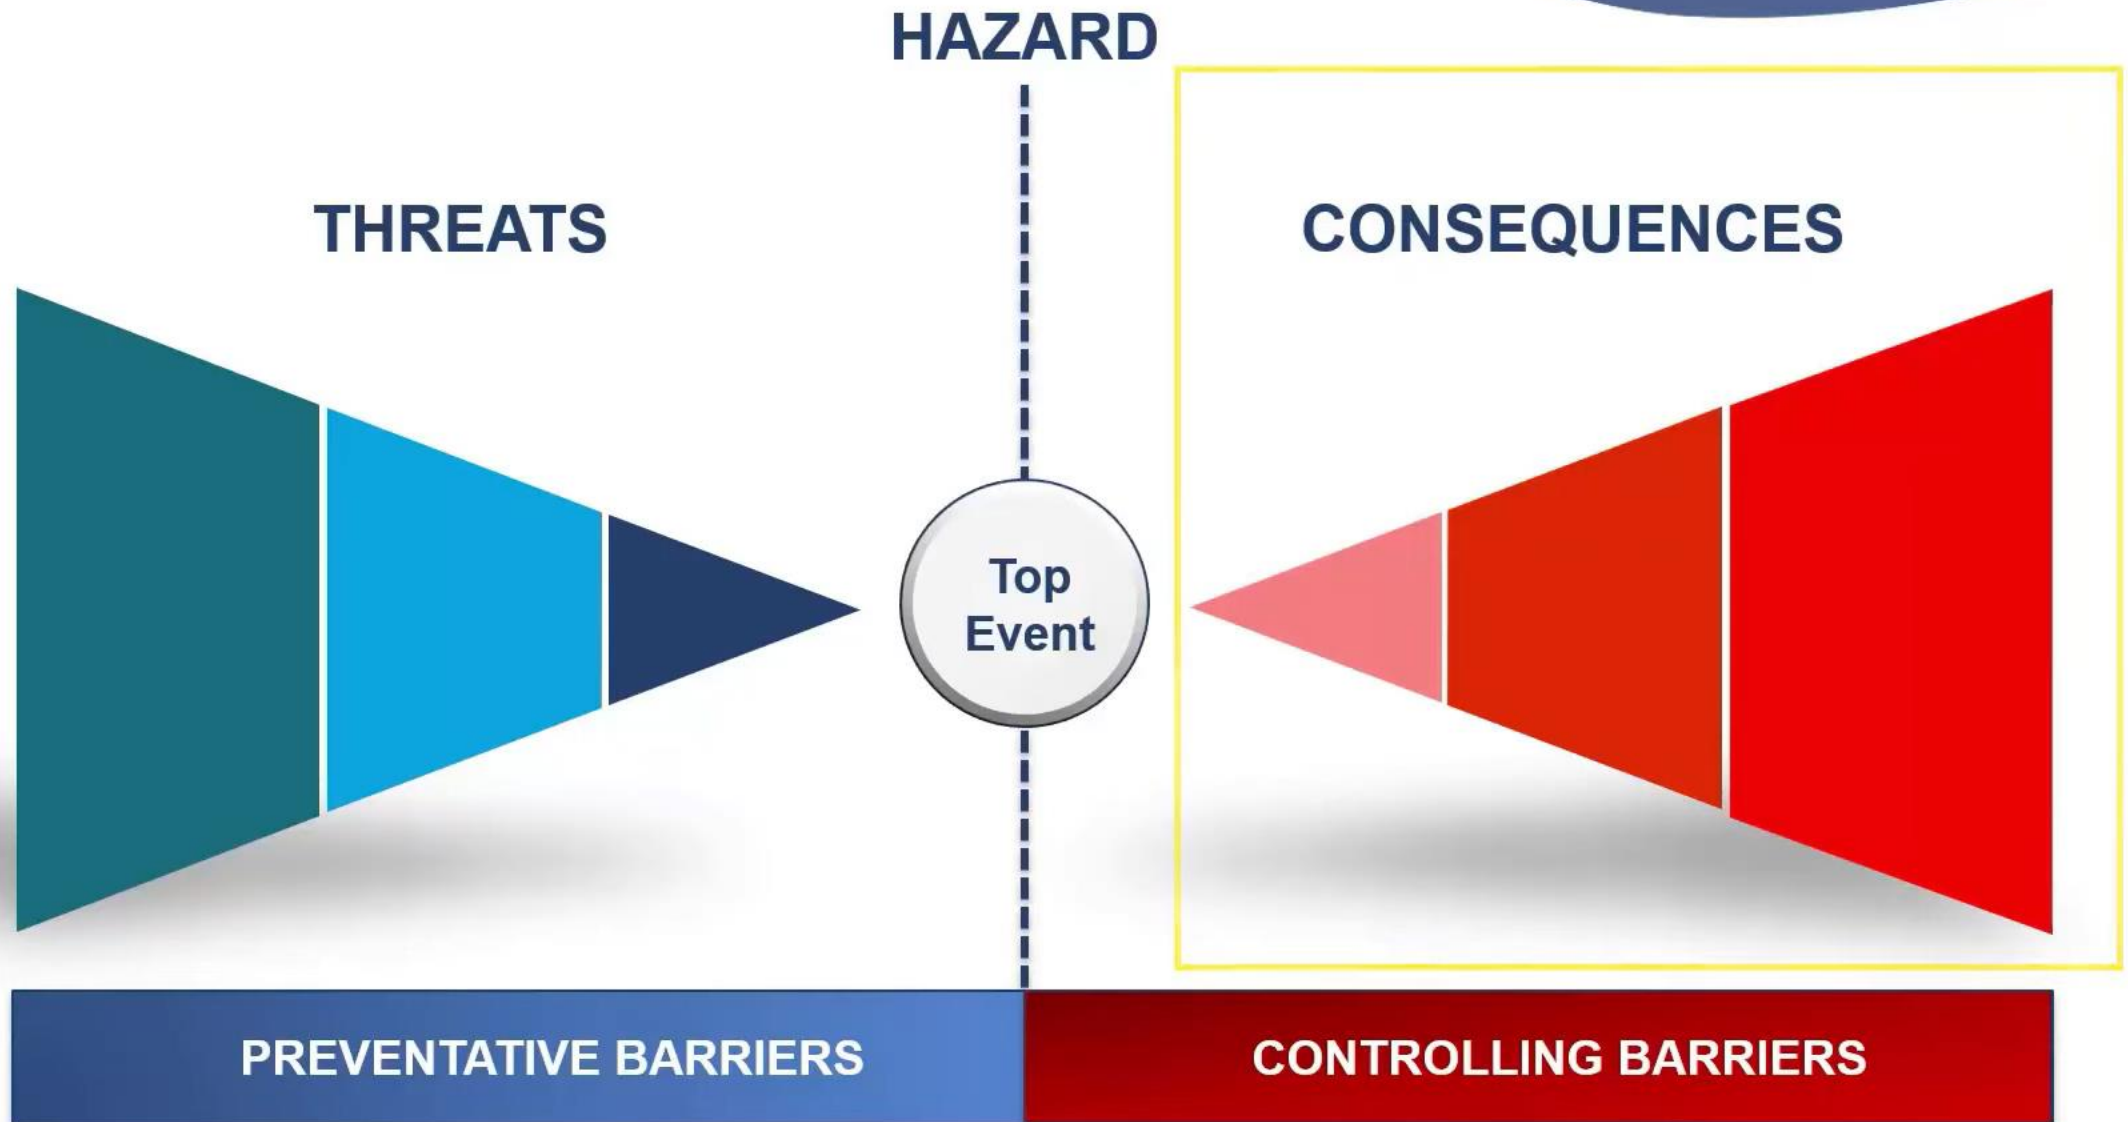 HAZARD
THREATS
CONSEQUENCES
Top
Event
PREVENTATIVE BARRIERS
CONTROLLING BARRIERS